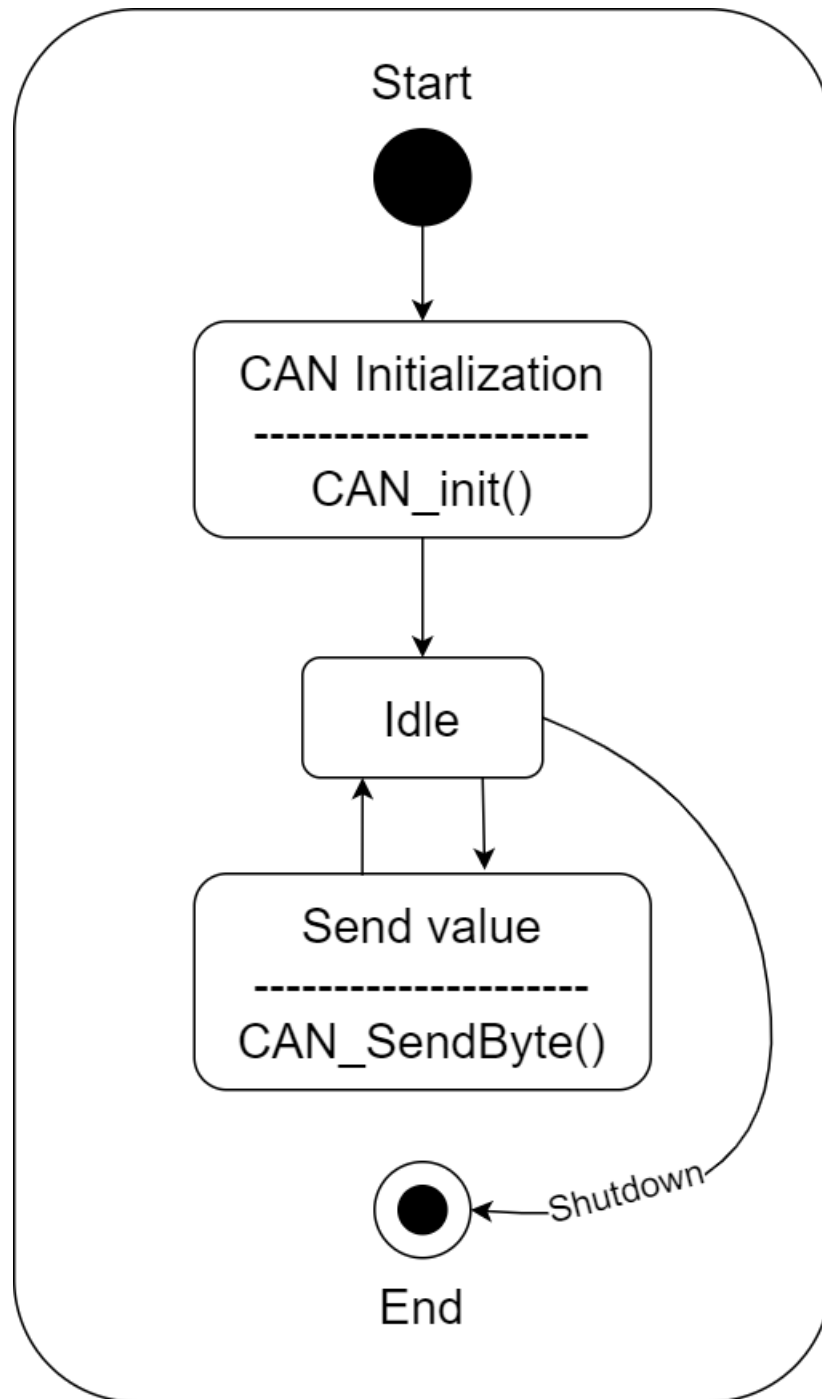 Start
CAN Initialization
---------------------
CAN_init()
Idle
Send value
---------------------
CAN_SendByte()
Shutdown
End